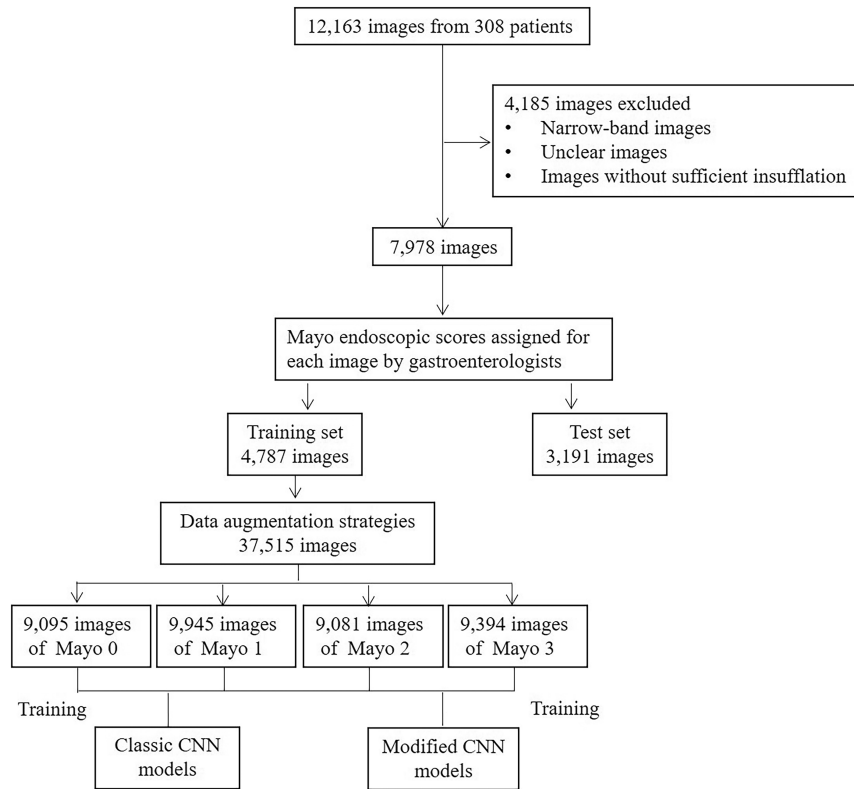 12,163 images from 308 patients
4,185 images excluded
• Narrow-band images
• Unclear images
• Images without sufficient insufflation
7,978 images
Mayo endoscopic scores assigned for
each image by gastroenterologists
Training set
4,787 images
Test set
3,191 images
Data augmentation strategies
37,515 images
9,095 images
of Mayo 0
9,945 images
of Mayo 1
9,081 images
of Mayo 2
9,394 images
of Mayo 3
Training
Training
Classic CNN
models
Modified CNN
models